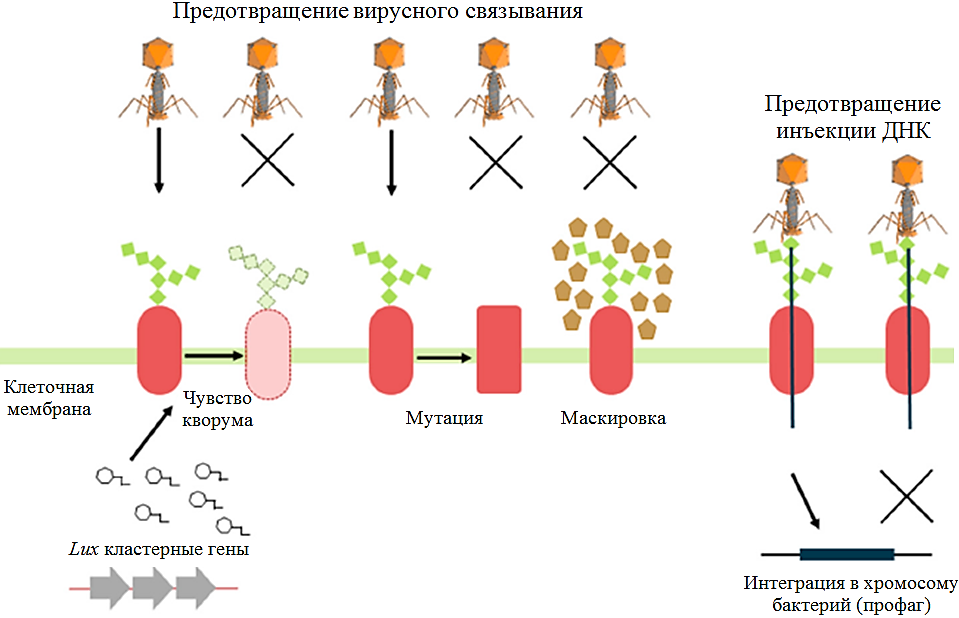 Предотвращение вирусного связывания
Предотвращение
инъекции ДНК
Клеточная
мембрана
Чувство
кворума
Мутация
Маскировка
Lux кластерные гены
Интеграция в хромосому
бактерий (профаг)